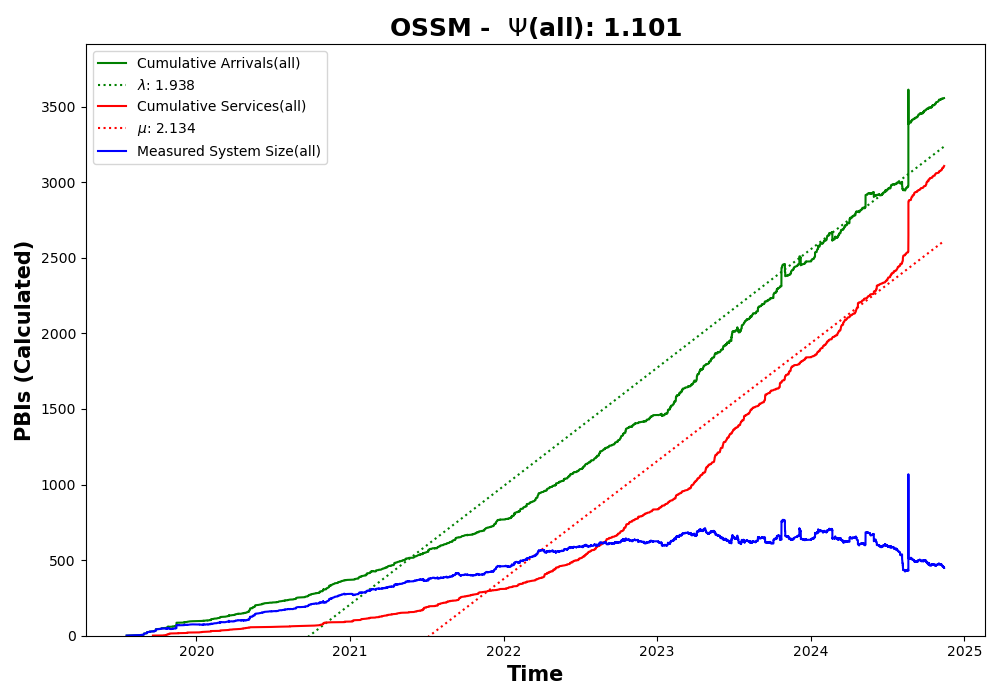 OSSM - Ψ(all): 1.101
Cumulative Arrivals(all)
λ: 1.938
Cumulative Services(all)
μ: 2.134
Measured System Size(all)
PBIs (Calculated)
3500
3000
2500
2000
1500
1000
500
0
2020 2021 2022 2023 2024 2025
Time